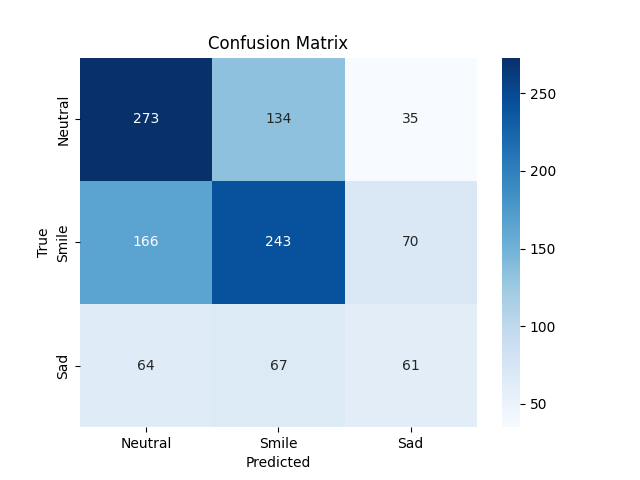 Confusion Matrix
True
Neutral
273 134 35
250
200
Smile
166 243 70
150
100
Sad
64 67 61
50
Neutral Smile Sad
Predicted